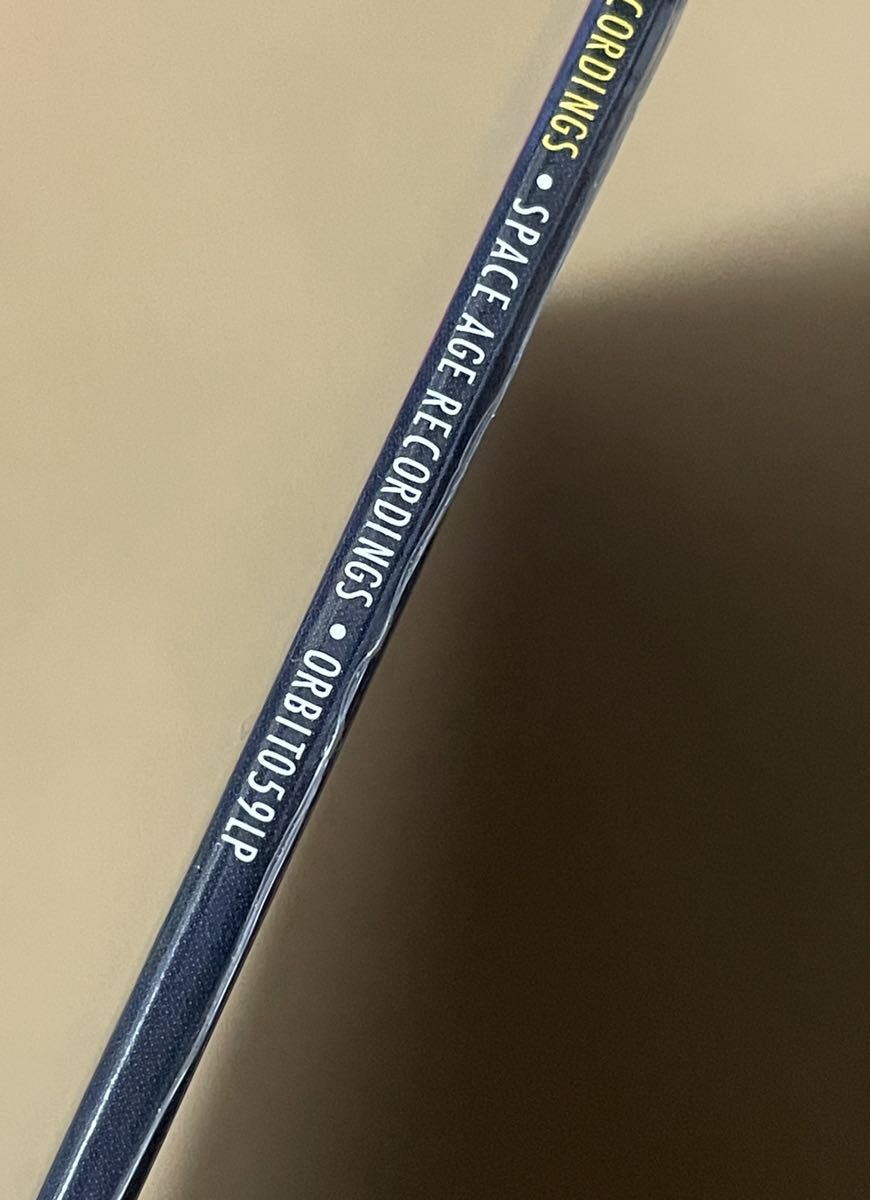 CORDINGS • SPACE AGE RECORDINGS • ORBIT059LP